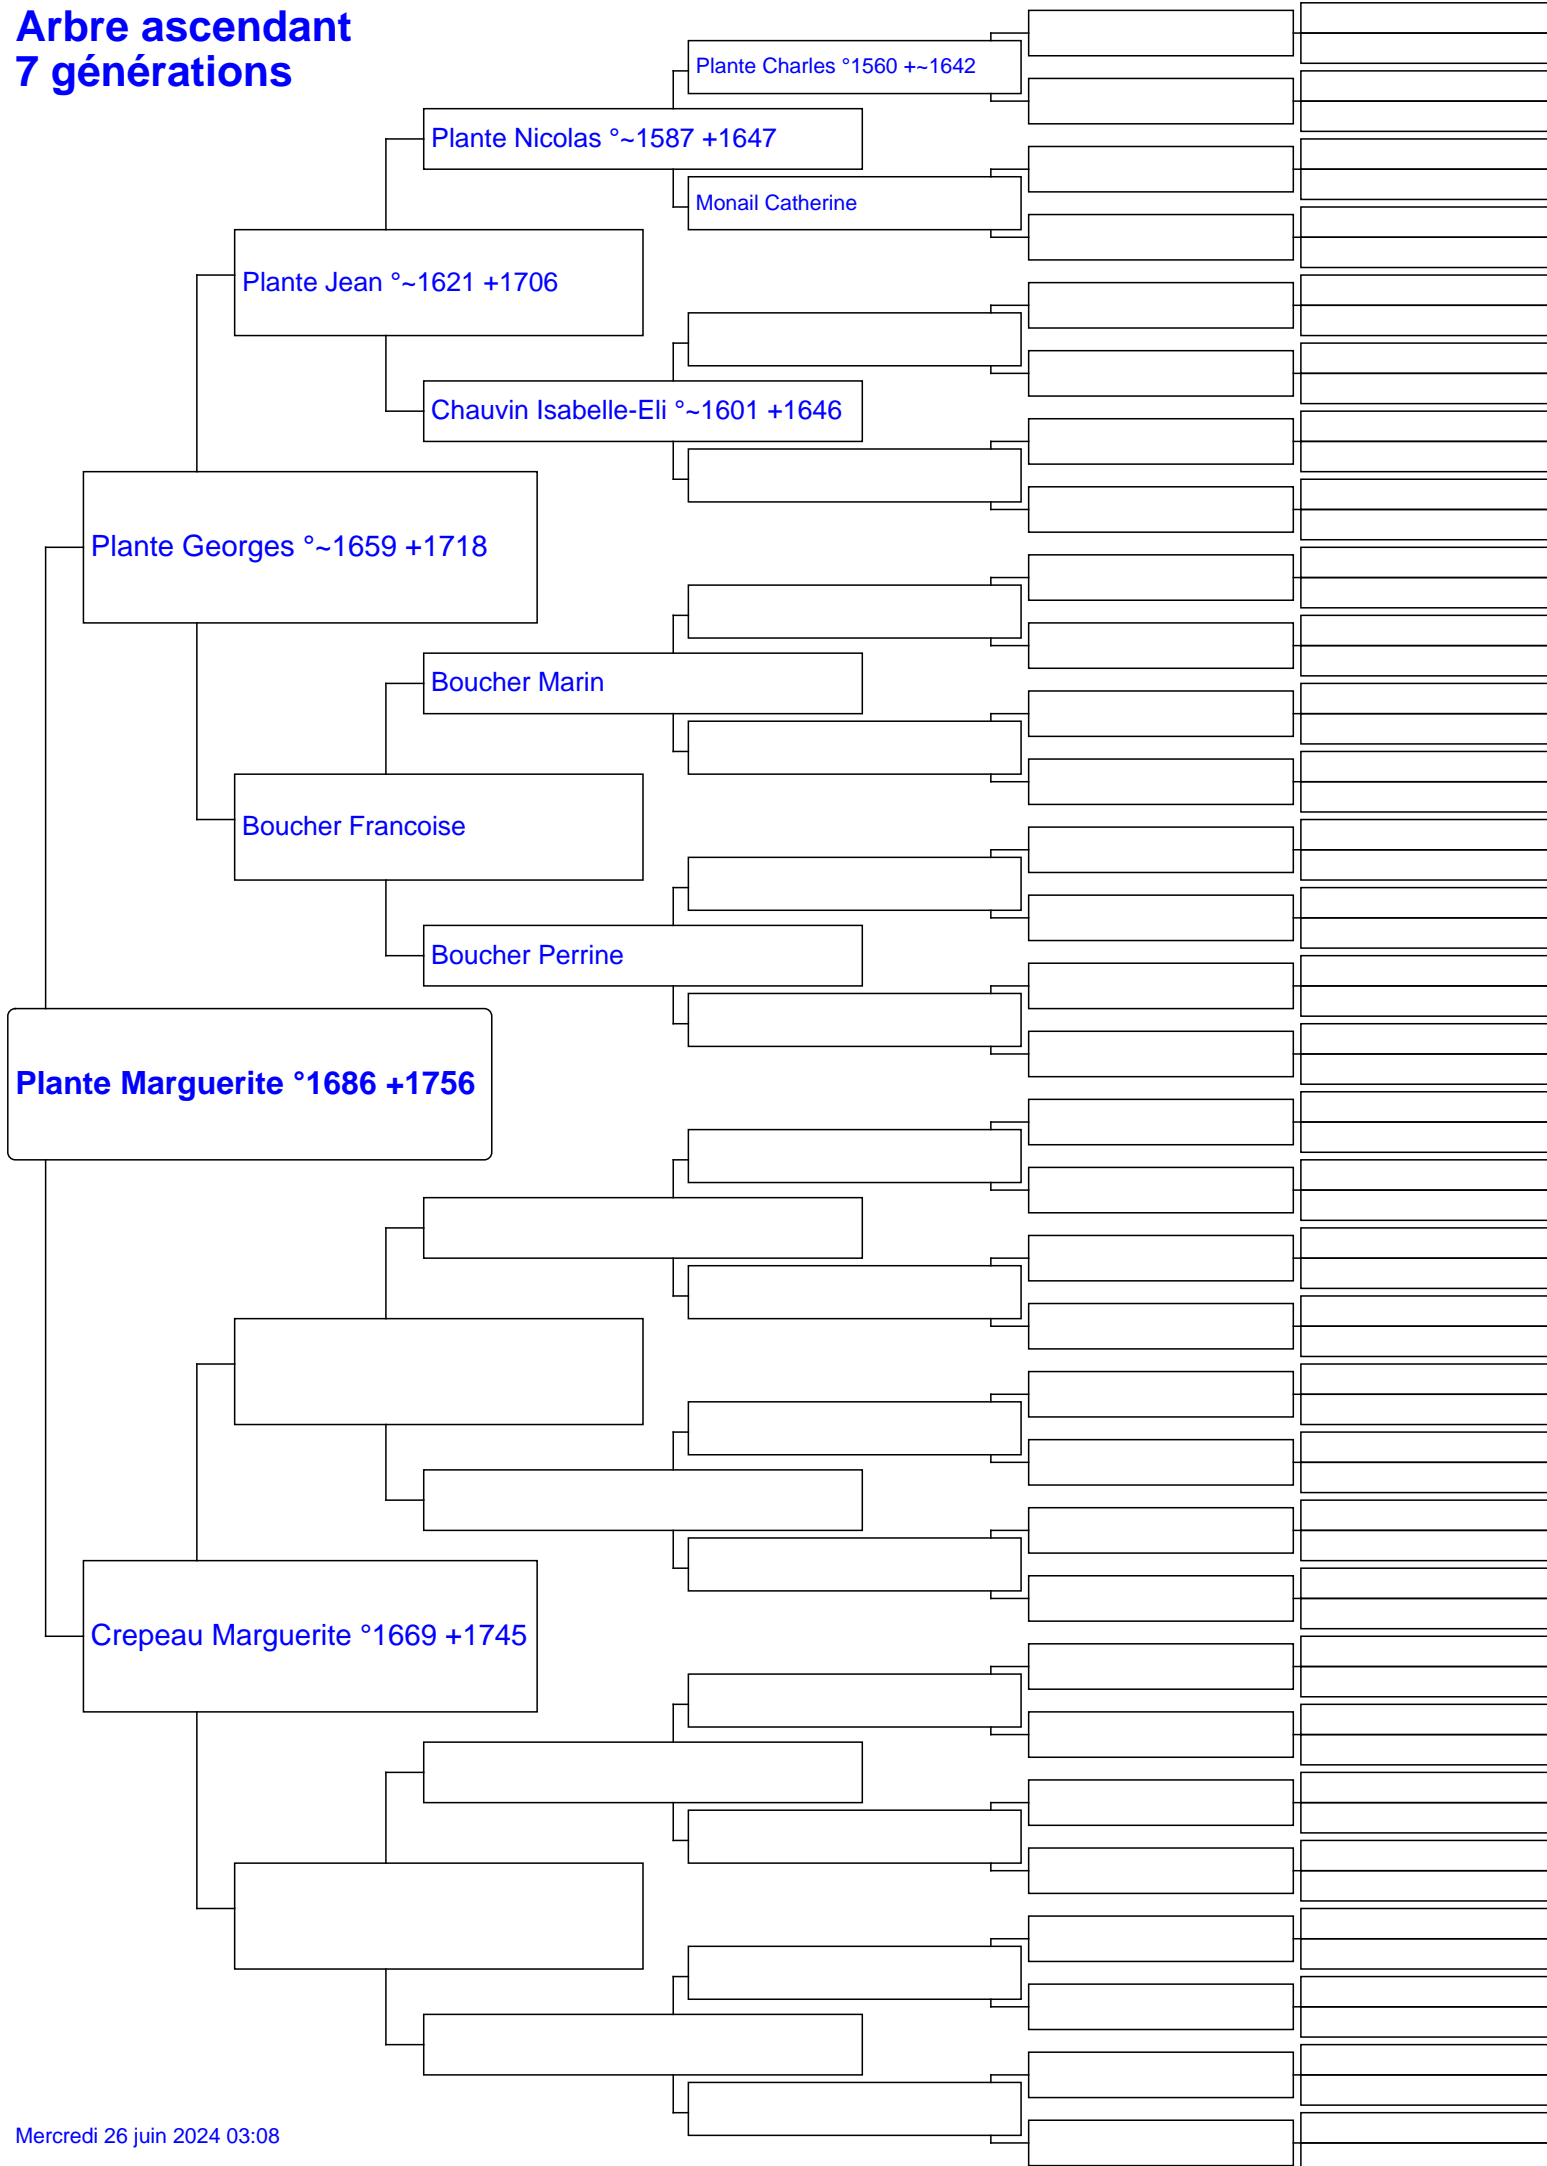 Arbre ascendant
7 générations
Plante Charles °1560 +~1642
Plante Nicolas °~1587 +1647
Monail Catherine
Plante Jean °~1621 +1706
Chauvin Isabelle-Eli °~1601 +1646
Plante Georges °~1659 +1718
Boucher Marin
Boucher Francoise
Boucher Perrine
Plante Marguerite °1686 +1756
Crepeau Marguerite °1669 +1745
Mercredi 26 juin 2024 03:08